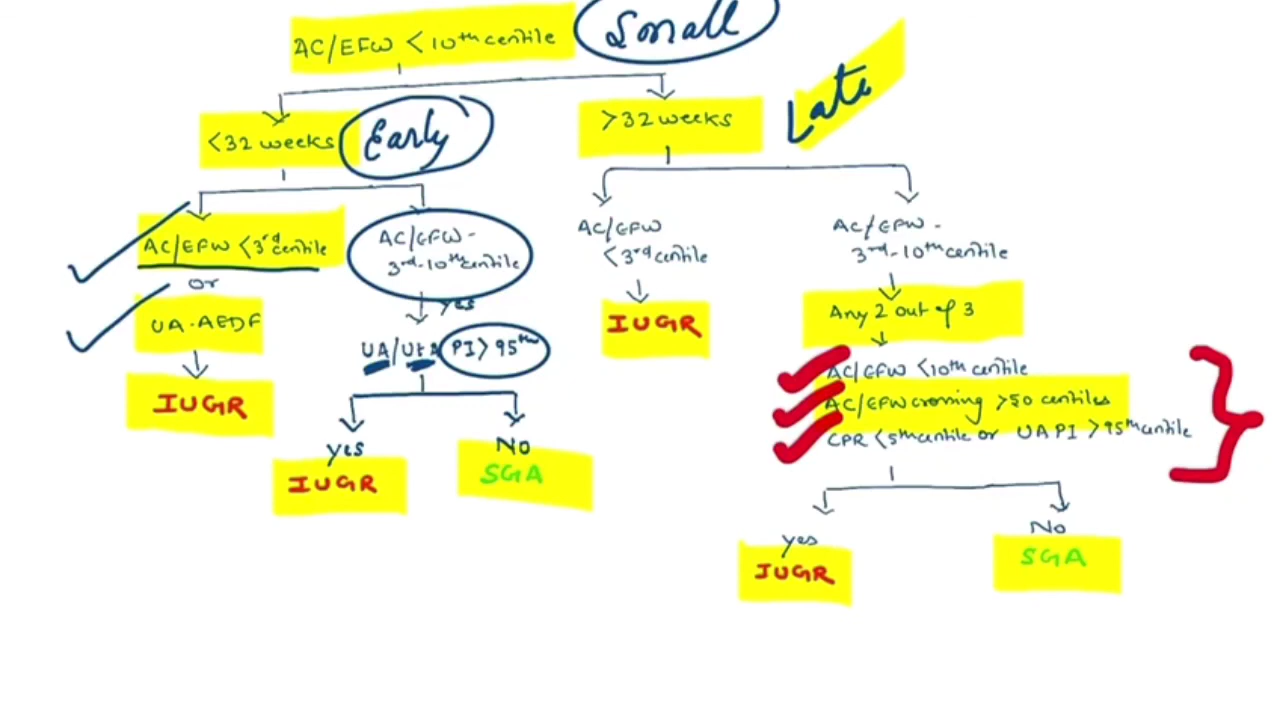 AC/EFW <10th centile
Small
<32 weeks
Early
>32 weeks
Late
AC/EFW <3rd centile
or
UA-AEDF
IUGR
AC/EFW -
3rd-10th centile
yes
UA/UtA PI> 95th
yes
IUGR
No
SGA
AC/EFW
<3rd centile
IUGR
AC/EFW -
3rd-10th centile
Any 2 out of 3
AC/EFW <10th centile
AC/EFW crossing >50 centiles
CPR <5th centile or UA PI >95th centile
yes
IUGR
No
SGA